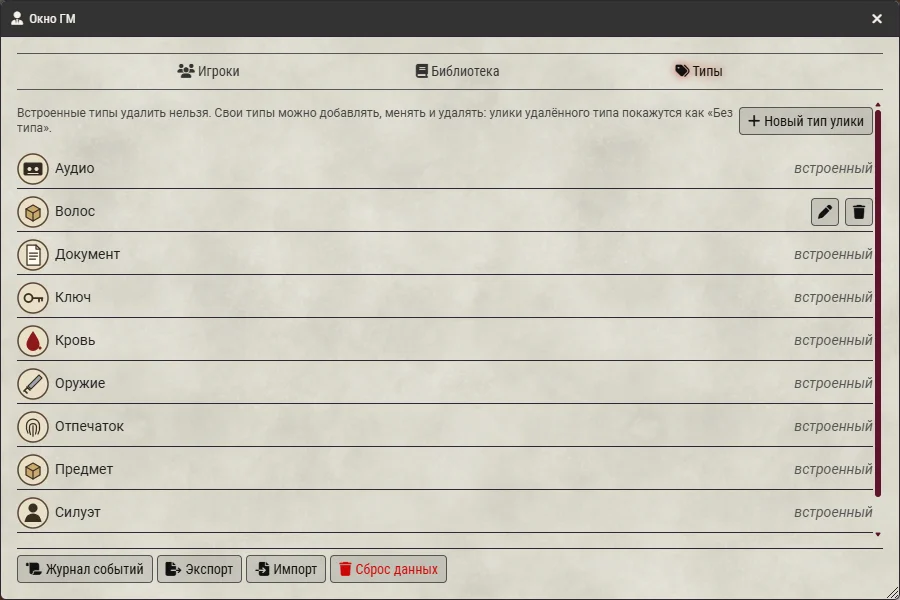 Окно ГМ
Игроки
Библиотека
Типы
Встроенные типы удалить нельзя. Свои типы можно добавлять, менять и удалять: улики удалённого типа покажутся как «Без
типа».
Новый тип улики
Аудио встроенный
Волос
Документ встроенный
Ключ встроенный
Кровь встроенный
Оружие встроенный
Отпечаток встроенный
Предмет встроенный
Силуэт встроенный
Журнал событий
Экспорт
Импорт
Сброс данных